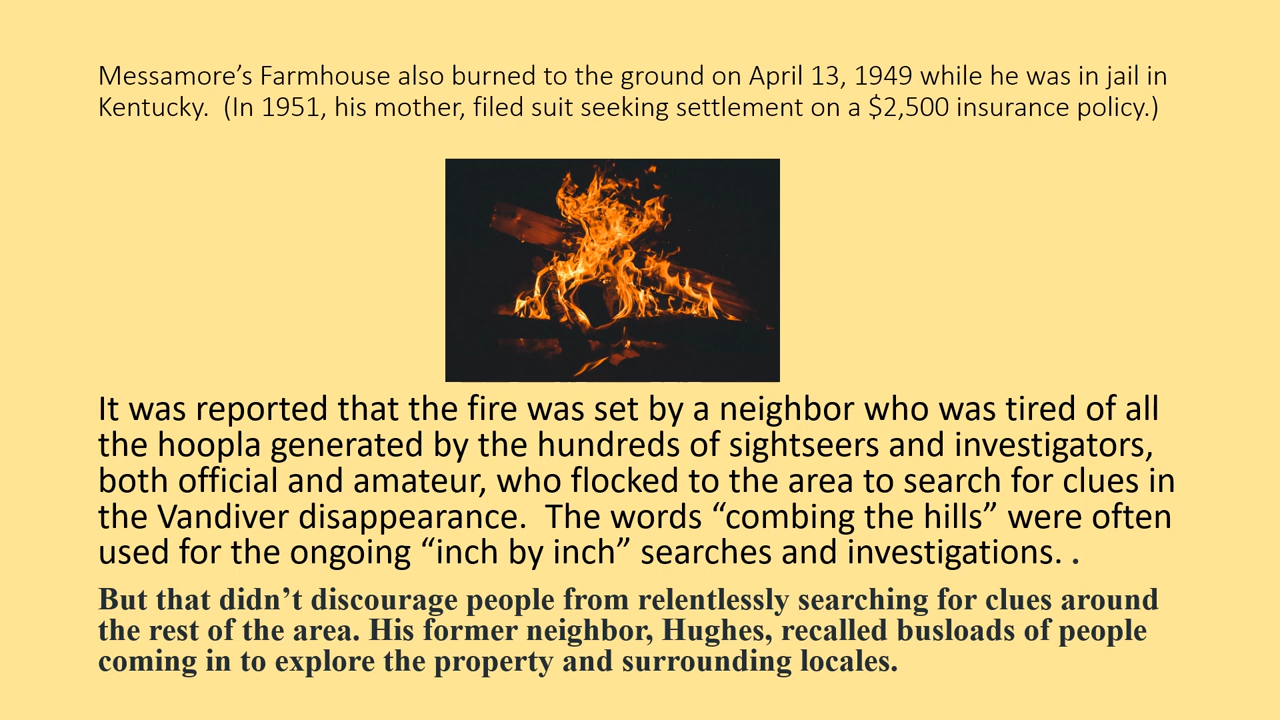 Messamore’s Farmhouse also burned to the ground on April 13, 1949 while he was in jail in
Kentucky.  (In 1951, his mother, filed suit seeking settlement on a $2,500 insurance policy.)
It was reported that the fire was set by a neighbor who was tired of all
the hoopla generated by the hundreds of sightseers and investigators,
both official and amateur, who flocked to the area to search for clues in
the Vandiver disappearance.  The words “combing the hills” were often
used for the ongoing “inch by inch” searches and investigations. .
But that didn’t discourage people from relentlessly searching for clues around
the rest of the area. His former neighbor, Hughes, recalled busloads of people
coming in to explore the property and surrounding locales.